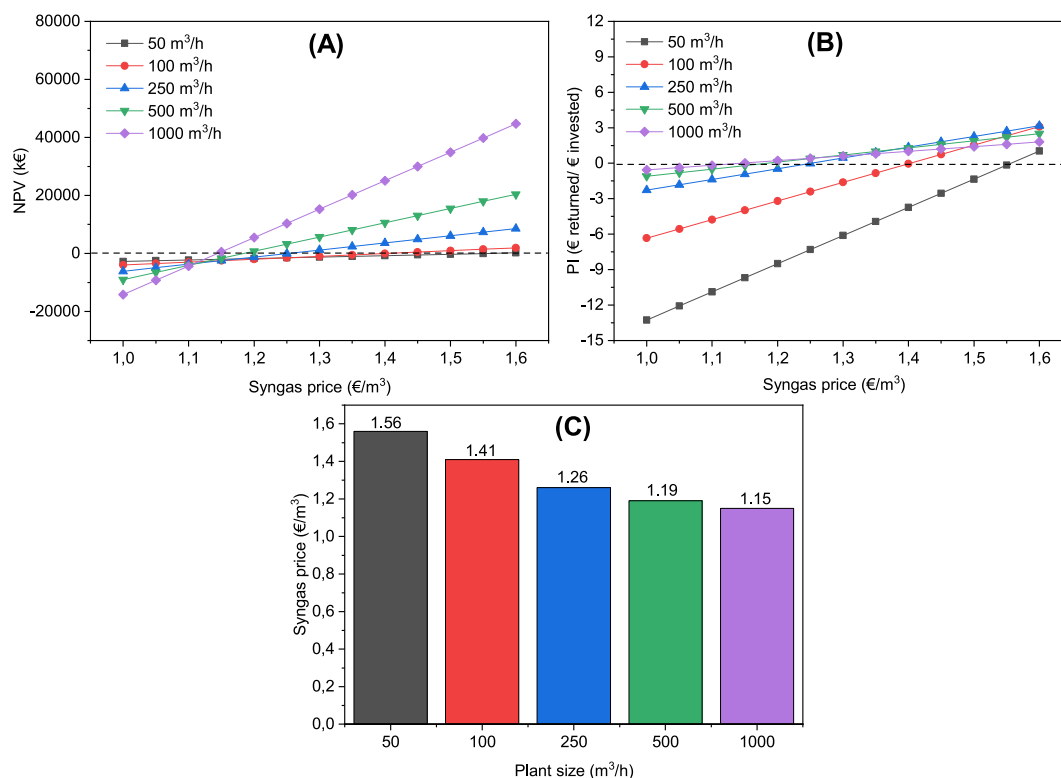 (A)
50 m³/h
100 m³/h
250 m³/h
500 m³/h
1000 m³/h
80000
60000
40000
20000
0
-20000
NPV (k€)
1,0 1,1 1,2 1,3 1,4 1,5 1,6
Syngas price (€/m³)
(B)
50 m³/h
100 m³/h
250 m³/h
500 m³/h
1000 m³/h
12
9
6
3
0
-3
-6
-9
-12
-15
PI (€ returned/ € invested)
1,0 1,1 1,2 1,3 1,4 1,5 1,6
Syngas price (€/m³)
(C)
1.56
1.41
1.26
1.19
1.15
1,6
1,4
1,2
1,0
0,8
0,6
0,4
0,2
0,0
Syngas price (€/m³)
50 100 250 500 1000
Plant size (m³/h)